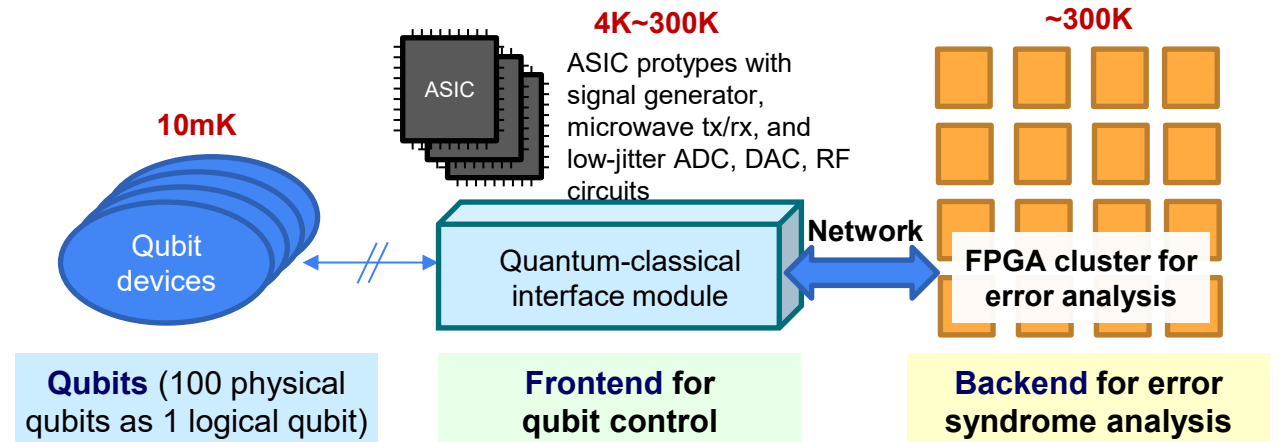 10mK
Qubit
devices
ASIC
4K~300K
ASIC protypes with
signal generator,
microwave tx/rx, and
low-jitter ADC, DAC, RF
circuits
Quantum-classical
interface module
Network
~300K
FPGA cluster for
error analysis
Qubits (100 physical
qubits as 1 logical qubit)
Frontend for
qubit control
Backend for error
syndrome analysis